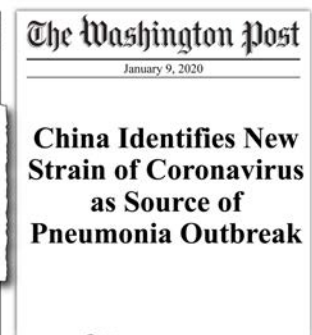 The Washington Post
January 9, 2020
China Identifies New
Strain of Coronavirus
as Source of
Pneumonia Outbreak